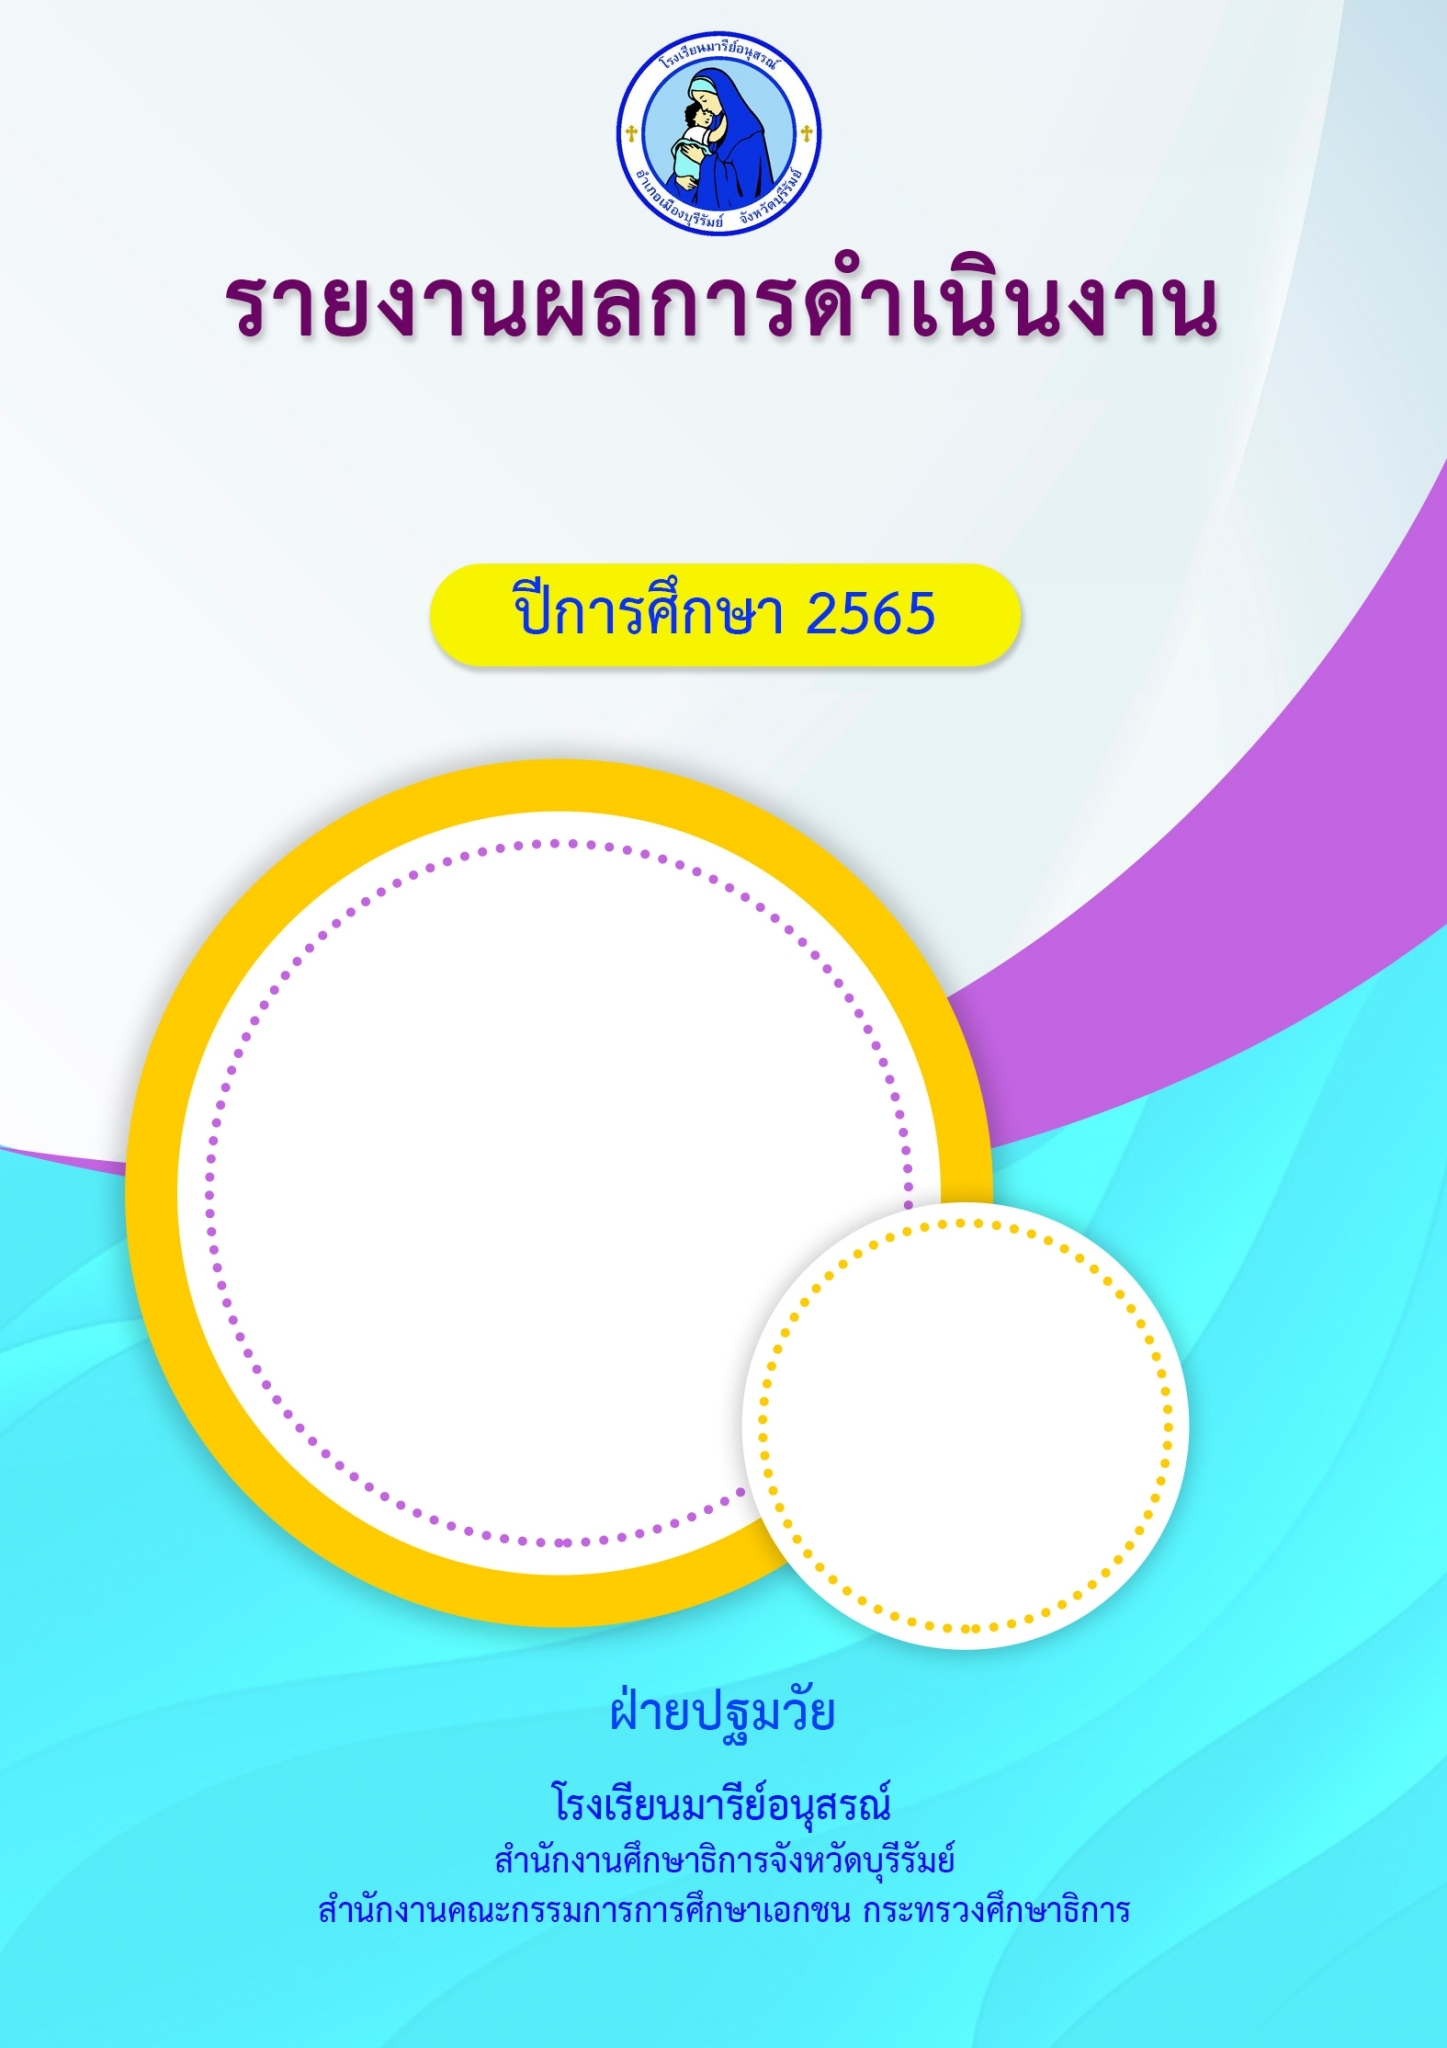 โรงเรียนมารีย์อนุสรณ์
อำเภอเมืองบุรีรัมย์ จังหวัดบุรีรัมย์
รายงานผลการดำเนินงาน
ปีการศึกษา 2565
ฝ่ายปฐมวัย
โรงเรียนมารีย์อนุสรณ์
สำนักงานศึกษาธิการจังหวัดบุรีรัมย์
สำนักงานคณะกรรมการการศึกษาเอกชน กระทรวงศึกษาธิการ